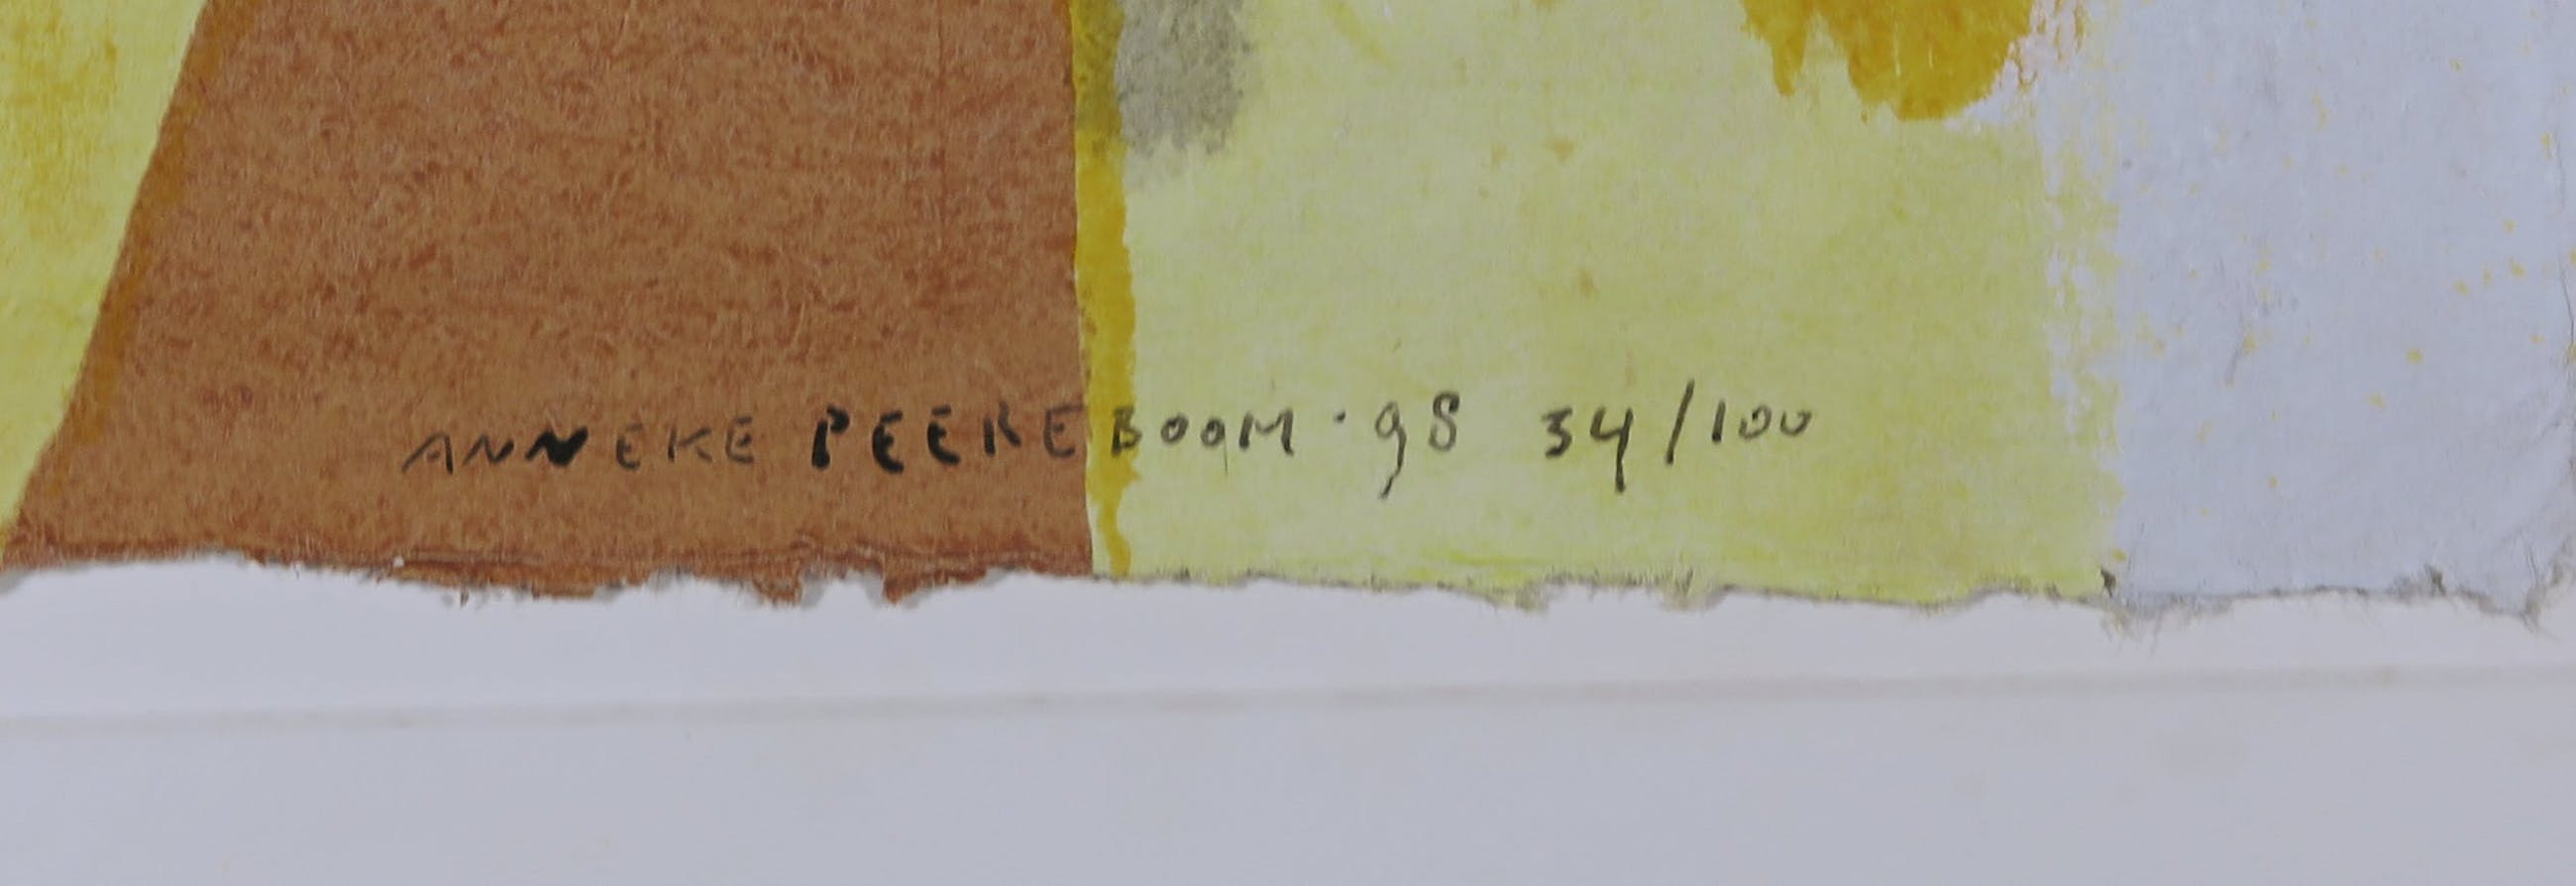 ANNEKE PEEREBOOM · 98 34/100